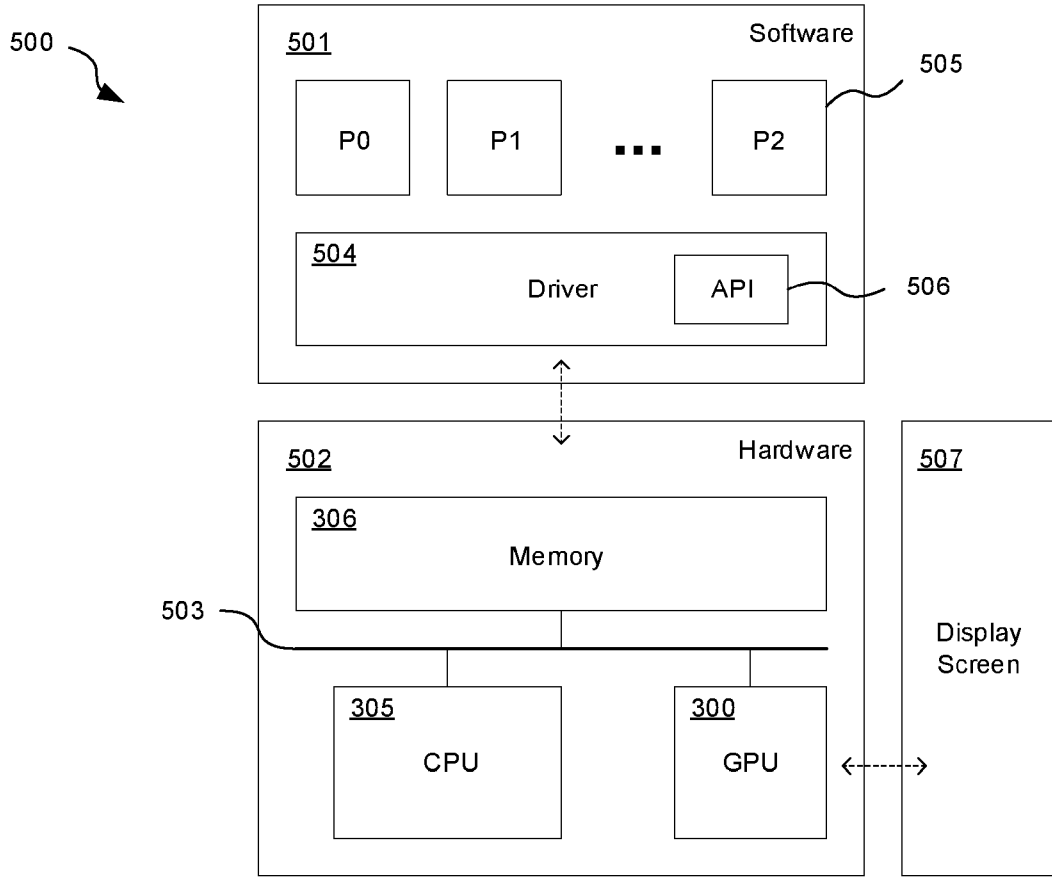 500
501
Software
505
P0
P1
...
P2
504
Driver
API
506
502
Hardware
507
306
Memory
503
Display
Screen
305
300
CPU
GPU